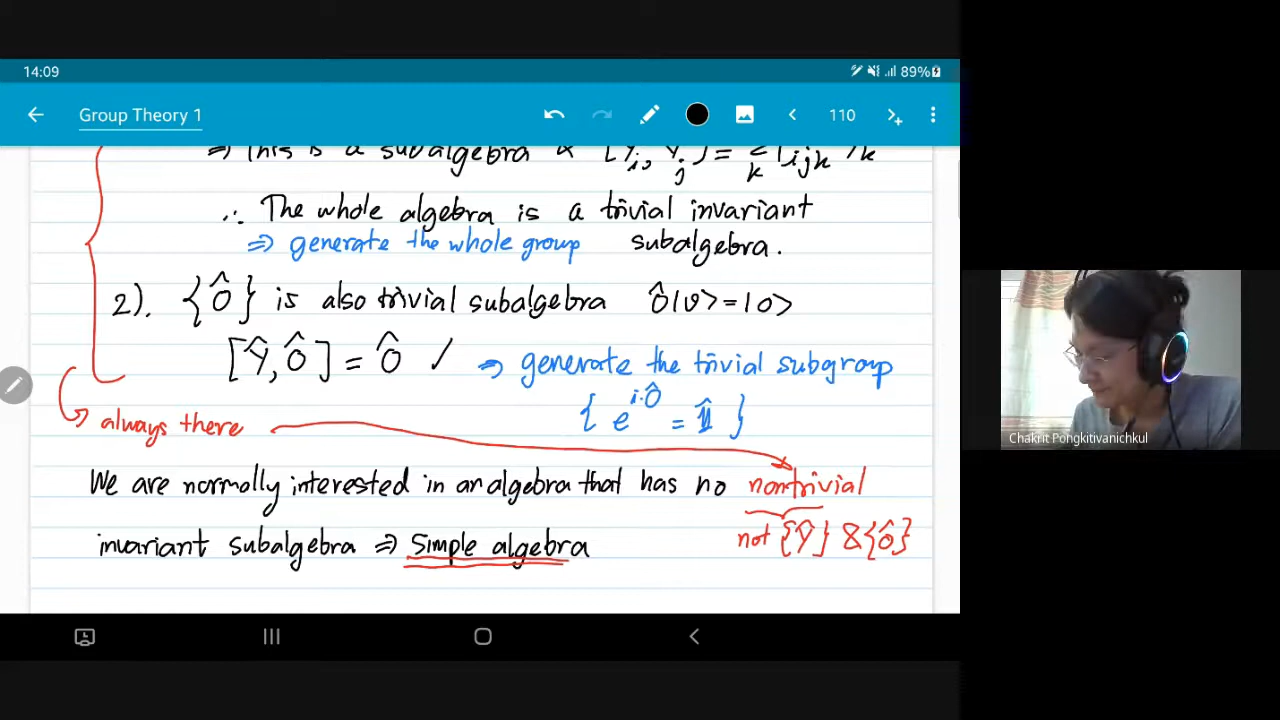 14:09
89%
Group Theory 1
110
⇒ This is a subalgebra & [Ŷi, Ŷj] = Σk Γijk Ŷk
∴ The whole algebra is a trivial invariant
⇒ generate the whole group subalgebra.
2). {Ô} is also trivial subalgebra Ô|v> = |0>
[Ŷ, Ô] = Ô ✓ ⇒ generate the trivial subgroup
{ e^{i·Ô} = 𝟙̂ }
always there
We are normally interested in an algebra that has no nontrivial
not {Ŷ} & {Ô}
invariant subalgebra ⇒ Simple algebra
Chakrit Pongkitivanichkul